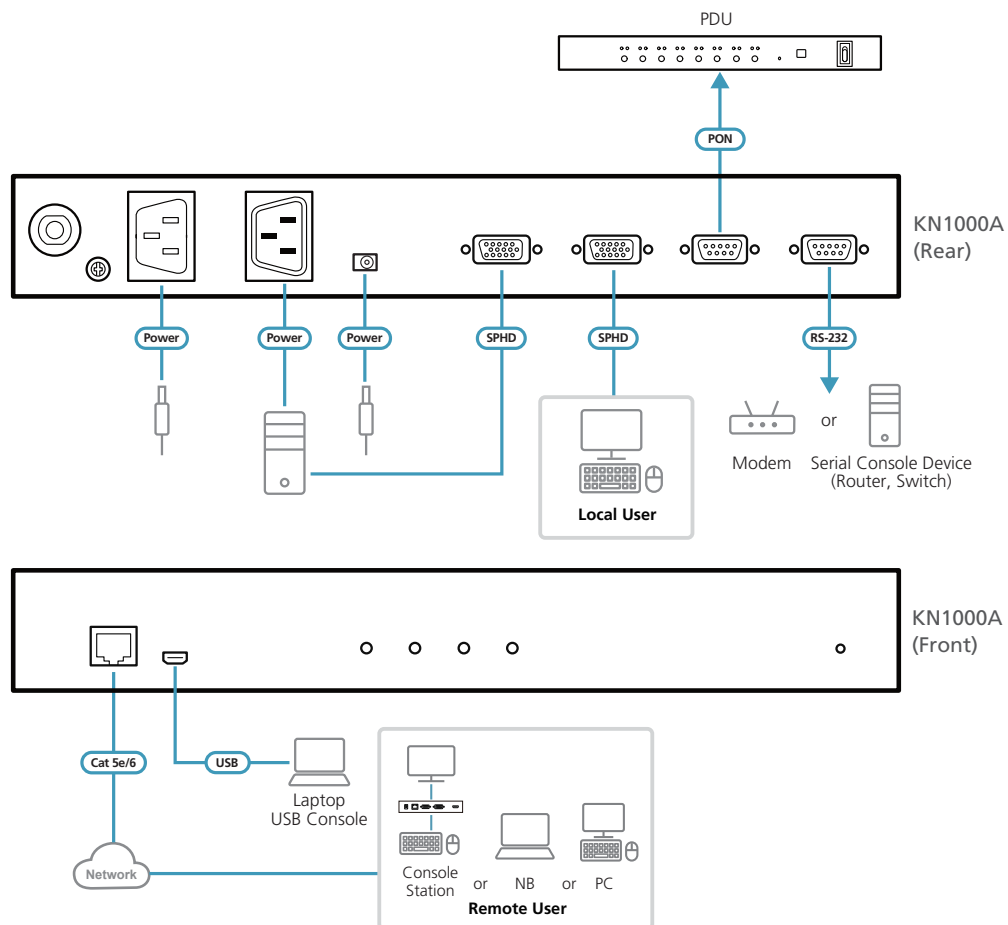 PDU
PON
KN1000A
(Rear)
Power
Power
Power
SPHD
SPHD
RS-232
or
Modem
Serial Console Device
(Router, Switch)
Local User
KN1000A
(Front)
Cat 5e/6
USB
Laptop
USB Console
Network
Console
Station
or
NB
or
PC
Remote User